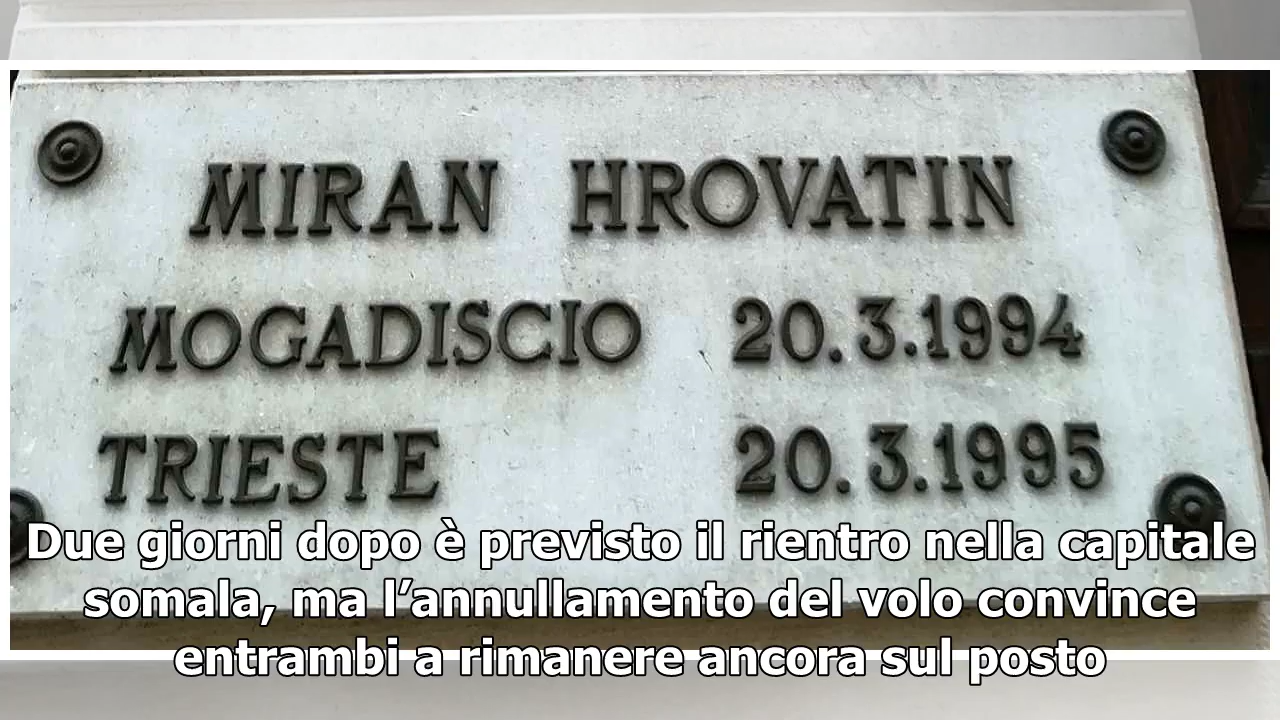 MIRAN HROVATIN
MOGADISCIO 20.3.1994
TRIESTE 20.3.1995
Due giorni dopo è previsto il rientro nella capitale
somala, ma l’annullamento del volo convince
entrambi a rimanere ancora sul posto